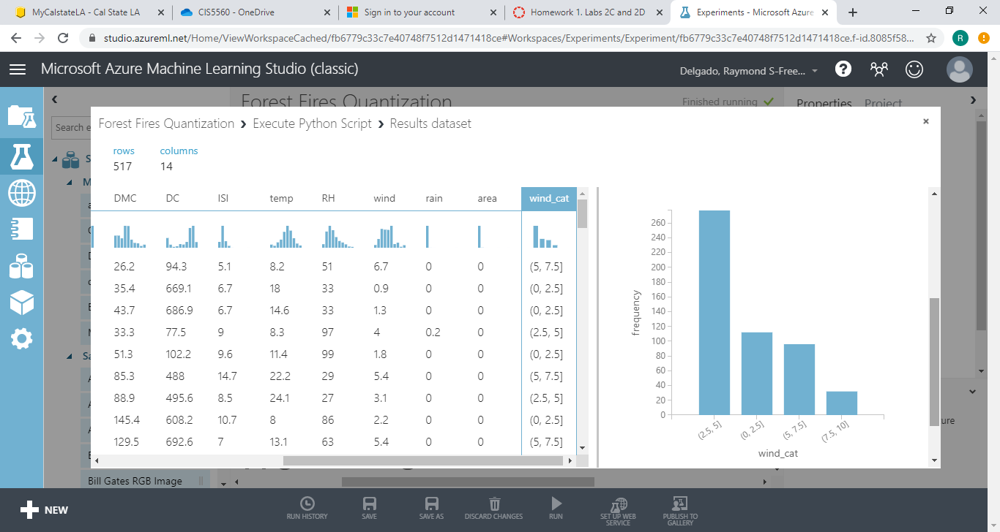 MyCalstateLA - Cal State LA
CIS5560 - OneDrive
Sign in to your account
Homework 1. Labs 2C and 2D
Experiments - Microsoft Azure
studio.azureml.net/Home/ViewWorkspaceCached/fb6779c33c7e40748f7512d1471418ce#Workspaces/Experiments/Experiment/fb6779c33c7e40748f7512d1471418ce.f-id.8085f58...
R
Microsoft Azure Machine Learning Studio (classic)
Delgado, Raymond S-Free...
Forest Fires Quantization
Finished running
Properties Project
Search e
Forest Fires Quantization > Execute Python Script > Results dataset
rows columns
517 14
DMC DC ISI temp RH wind rain area wind_cat
26.2 94.3 5.1 8.2 51 6.7 0 0 (5, 7.5]
35.4 669.1 6.7 18 33 0.9 0 0 (0, 2.5]
43.7 686.9 6.7 14.6 33 1.3 0 0 (0, 2.5]
33.3 77.5 9 8.3 97 4 0.2 0 (2.5, 5]
51.3 102.2 9.6 11.4 99 1.8 0 0 (0, 2.5]
85.3 488 14.7 22.2 29 5.4 0 0 (5, 7.5]
88.9 495.6 8.5 24.1 27 3.1 0 0 (2.5, 5]
145.4 608.2 10.7 8 86 2.2 0 0 (0, 2.5]
129.5 692.6 7 13.1 63 5.4 0 0 (5, 7.5]
frequency
260
240
220
200
180
160
140
120
100
80
60
40
20
0
(2.5, 5] (0, 2.5] (5, 7.5] (7.5, 10]
wind_cat
ure
Bill Gates RGB Image
NEW
RUN HISTORY
SAVE
SAVE AS
DISCARD CHANGES
RUN
SET UP WEB
SERVICE
PUBLISH TO
GALLERY